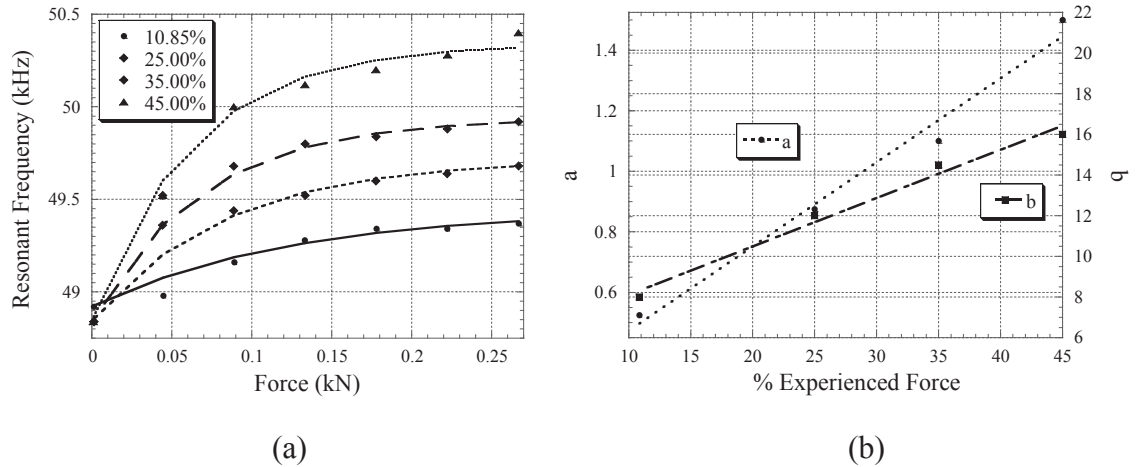 50.5
50
49.5
49
Resonant Frequency (kHz)
10.85%
25.00%
35.00%
45.00%
0 0.05 0.1 0.15 0.2 0.25
Force (kN)
(a)
1.4
1.2
1
0.8
0.6
a
a
b
22
20
18
16
14
12
10
8
6
b
10 15 20 25 30 35 40 45
% Experienced Force
(b)